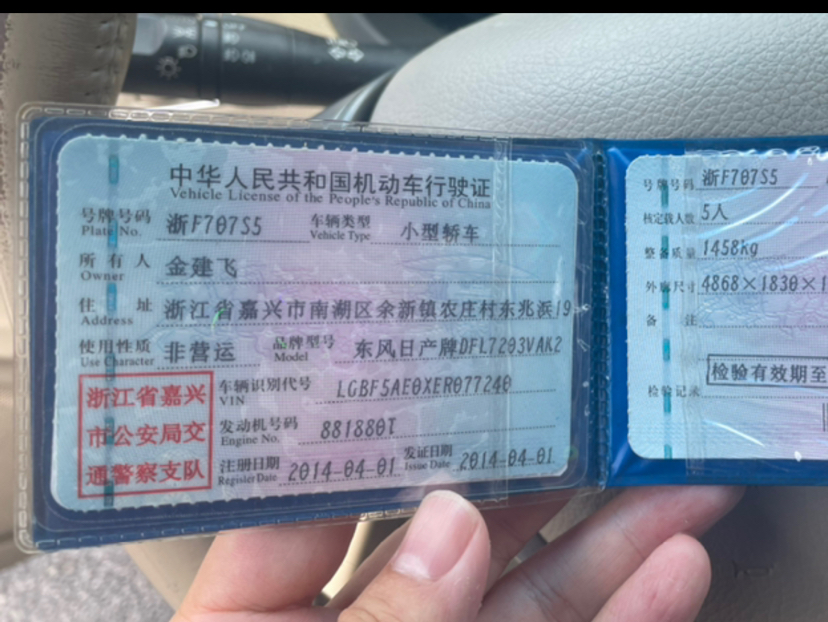 中华人民共和国机动车行驶证
Vehicle License of the People's Republic of China
号牌号码 浙F707S5 车辆类型 小型轿车
Plate No. Vehicle Type
所有人 金建飞
Owner
住址 浙江省嘉兴市南湖区余新镇农庄村东兆浜19
Address
使用性质 非营运 品牌型号 东风日产牌DFL7203VAK2
Use Character Model
浙江省嘉兴
市公安局交
通警察支队
车辆识别代号 LGBF5AE0XER077240
VIN
发动机号码 881880T
Engine No.
注册日期 2014-04-01 发证日期 2014-04-01
Register Date Issue Date
号牌号码 浙F707S5
核定载人数 5人
整备质量 1458kg
外廓尺寸 4868×1830×1
备注
检验有效期至
检验记录